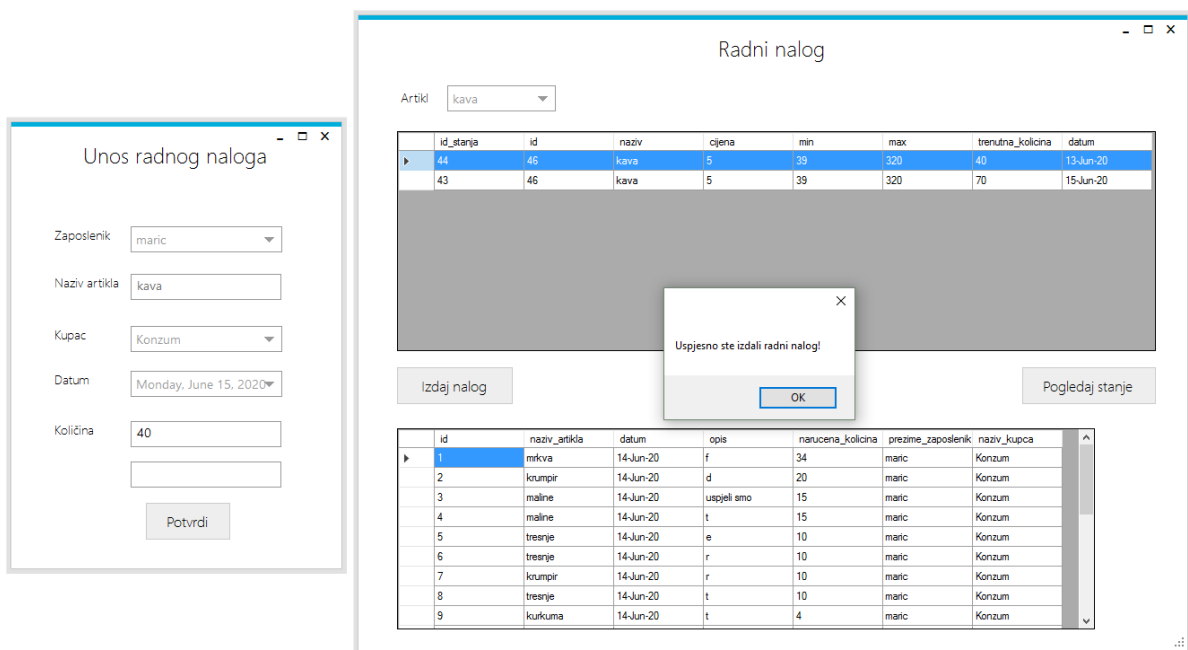 Unos radnog naloga
Zaposlenik maric
Naziv artikla kava
Kupac Konzum
Datum Monday, June 15, 2020
Količina 40
Potvrdi
Radni nalog
Artikl kava
id_stanja id naziv cijena min max trenutna_kolicina datum
44 46 kava 5 39 320 40 13-Jun-20
43 46 kava 5 39 320 70 15-Jun-20
Uspjesno ste izdali radni nalog!
OK
Izdaj nalog Pogledaj stanje
id naziv_artikla datum opis narucena_kolicina prezime_zaposlenik naziv_kupca
1 mrkva 14-Jun-20 f 34 maric Konzum
2 krumpir 14-Jun-20 d 20 maric Konzum
3 maline 14-Jun-20 uspjeli smo 15 maric Konzum
4 maline 14-Jun-20 t 15 maric Konzum
5 tresnje 14-Jun-20 e 10 maric Konzum
6 tresnje 14-Jun-20 r 10 maric Konzum
7 krumpir 14-Jun-20 r 10 maric Konzum
8 tresnje 14-Jun-20 t 10 maric Konzum
9 kurkuma 14-Jun-20 t 4 maric Konzum